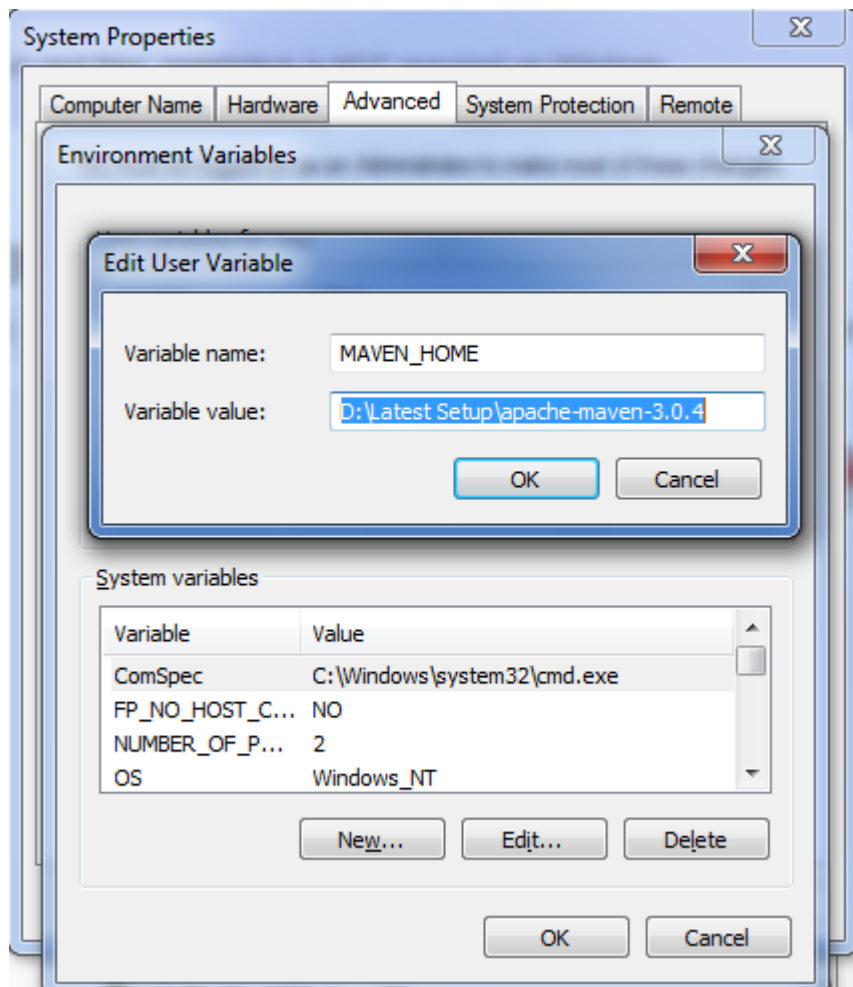 System Properties
Computer Name Hardware Advanced System Protection Remote
Environment Variables
Edit User Variable
Variable name: MAVEN_HOME
Variable value: D:\Latest Setup\apache-maven-3.0.4
OK Cancel
System variables
Variable Value
ComSpec C:\Windows\system32\cmd.exe
FP_NO_HOST_C... NO
NUMBER_OF_P... 2
OS Windows_NT
New... Edit... Delete
OK Cancel